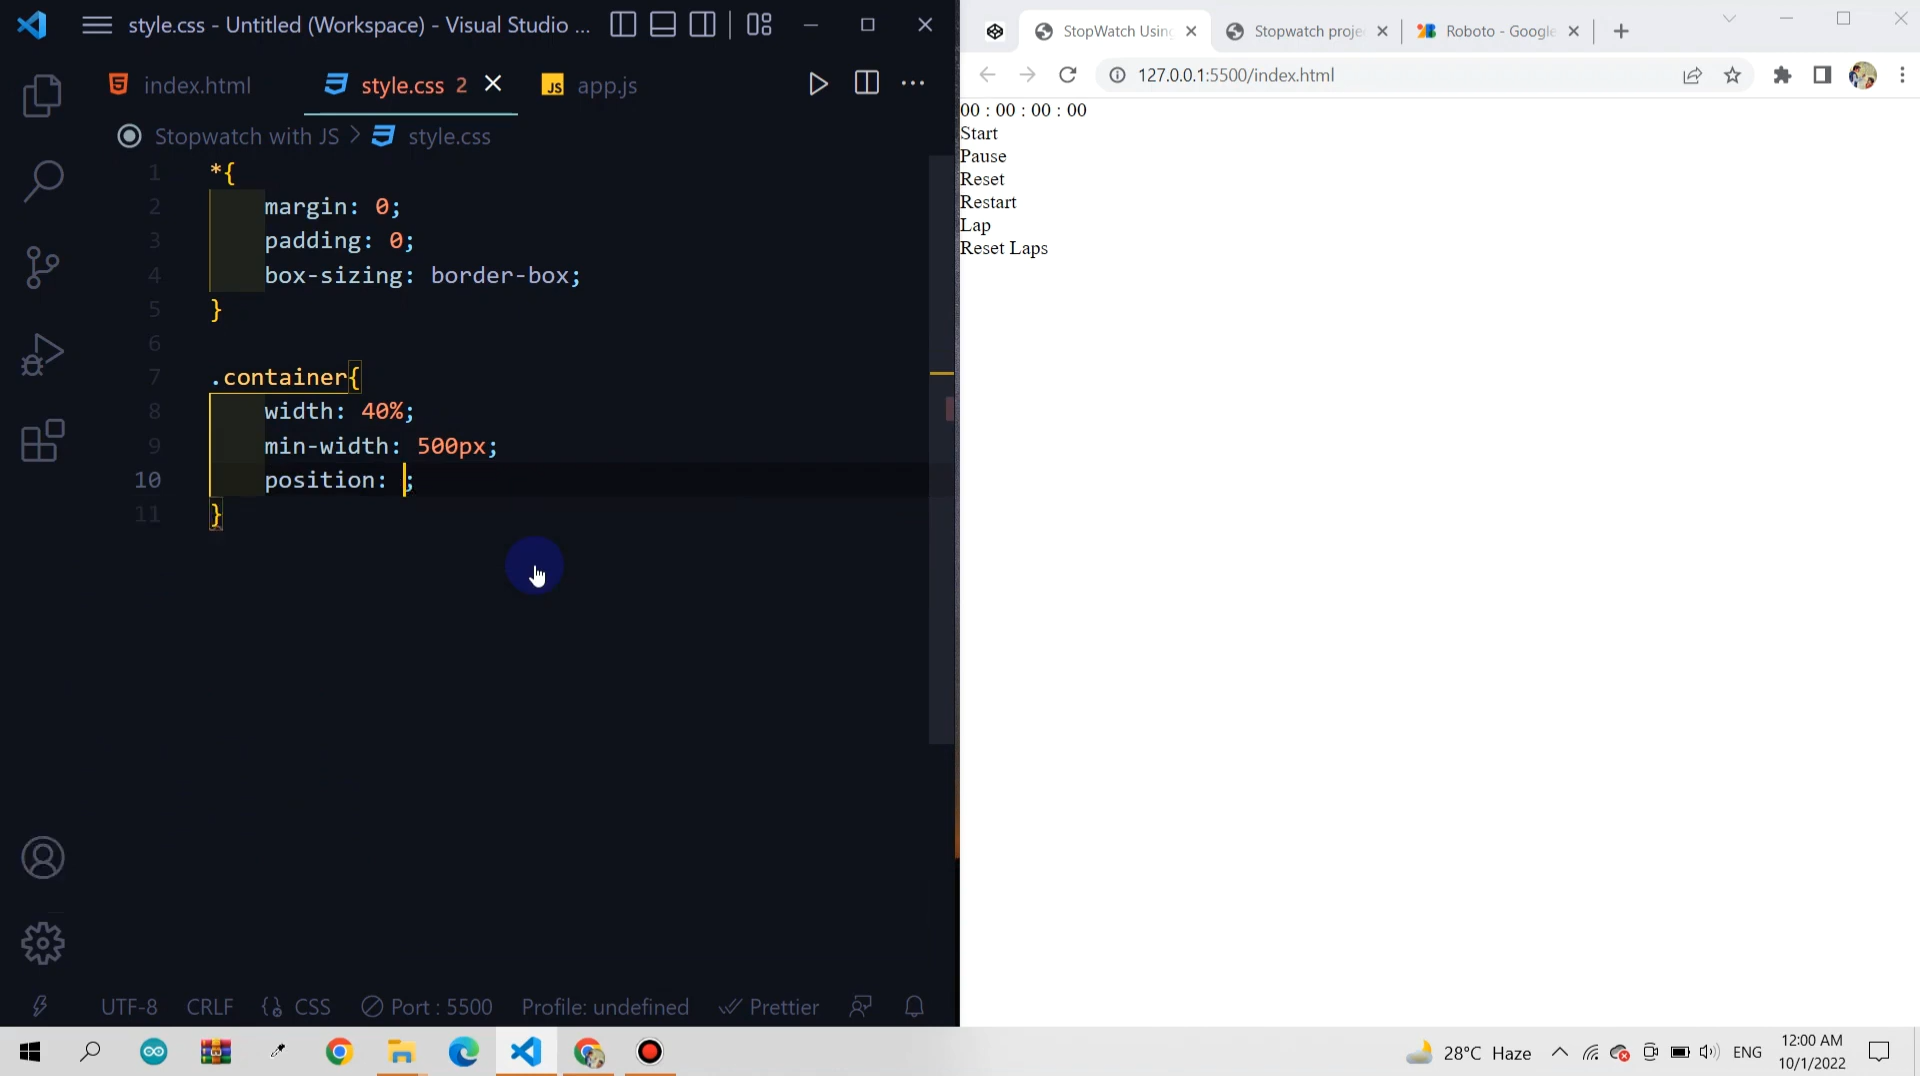 style.css - Untitled (Workspace) - Visual Studio ...
index.html
style.css 2
JS app.js
Stopwatch with JS > style.css
1 *{
2 margin: 0;
3 padding: 0;
4 box-sizing: border-box;
5 }
6
7 .container{
8 width: 40%;
9 min-width: 500px;
10 position: ;
11 }
UTF-8 CRLF {} CSS Port : 5500 Profile: undefined Prettier
StopWatch Using
Stopwatch proje
Roboto - Google
127.0.0.1:5500/index.html
00 : 00 : 00 : 00
Start
Pause
Reset
Restart
Lap
Reset Laps
28°C Haze
ENG
12:00 AM
10/1/2022